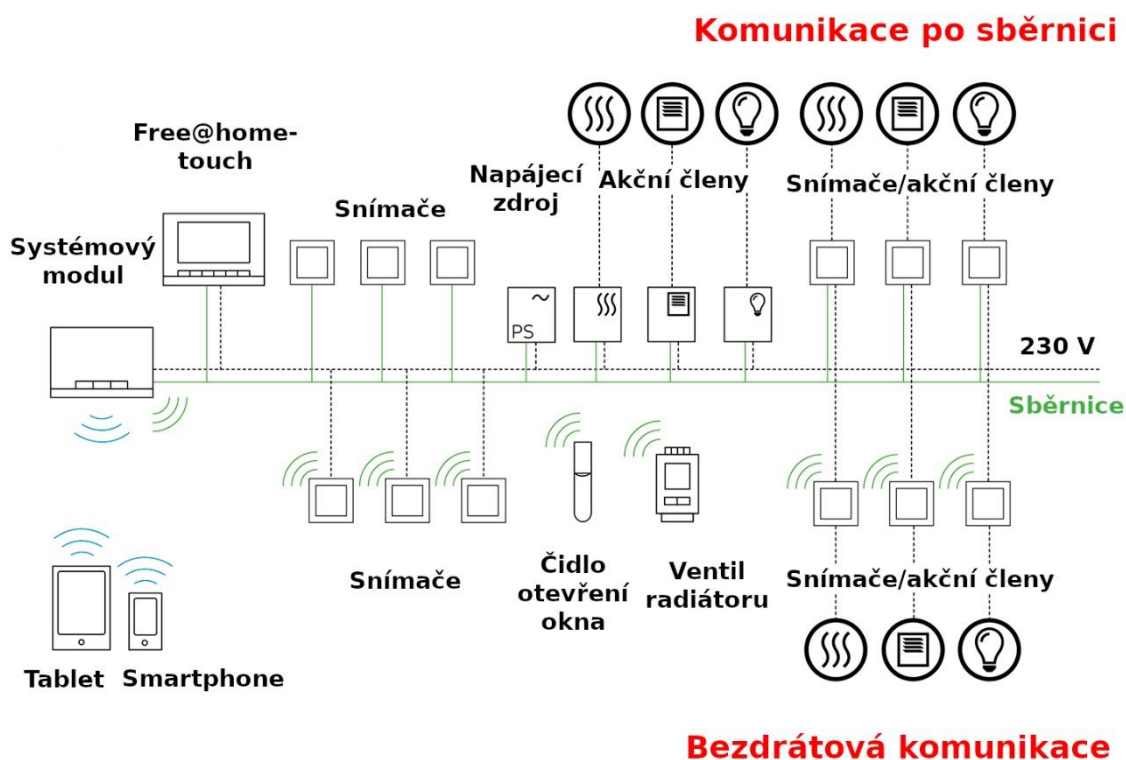 Komunikace po sběrnici
Free@home-
touch
Napájecí
zdroj
Akční členy
Snímače/akční členy
Snímače
Systémový
modul
PS
230 V
Sběrnice
Snímače
Čidlo
otevření
okna
Ventil
radiátoru
Snímače/akční členy
Tablet
Smartphone
Bezdrátová komunikace